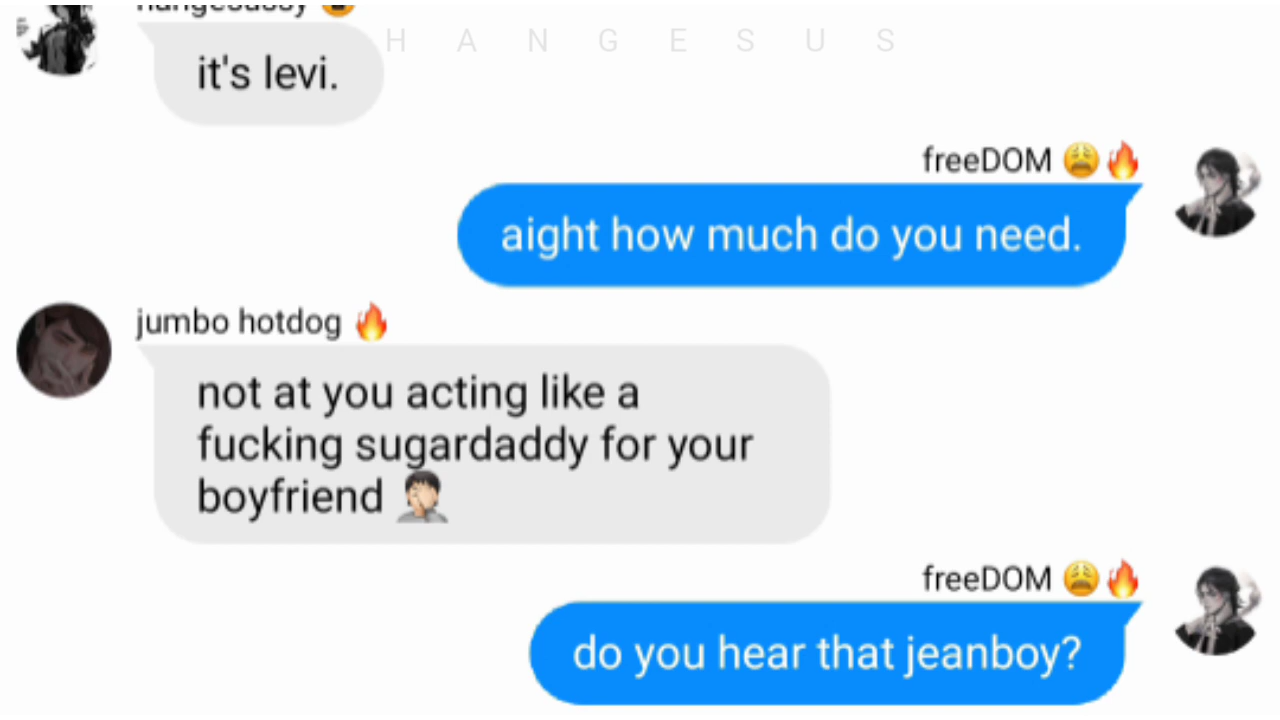 H A N G E S U S
it's levi.
freeDOM 😩🔥
aight how much do you need.
jumbo hotdog 🔥
not at you acting like a
fucking sugardaddy for your
boyfriend 🤦🏻
freeDOM 😩🔥
do you hear that jeanboy?